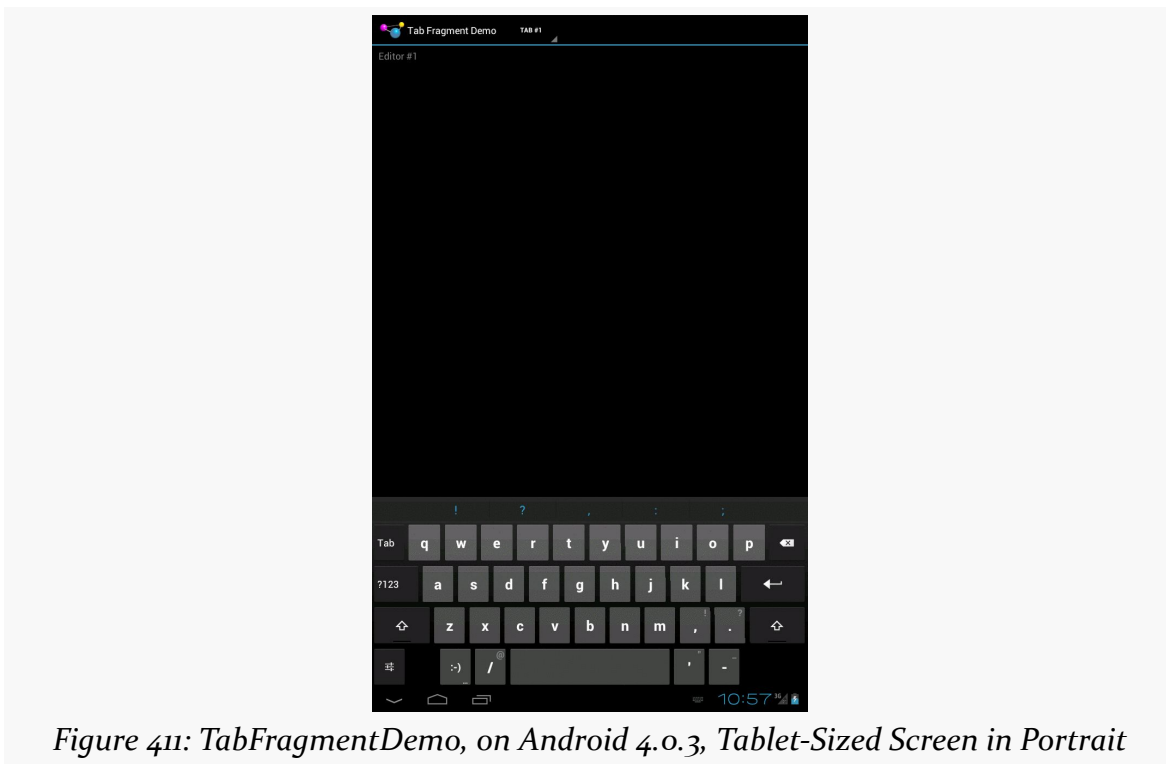 Tab Fragment Demo TAB #1
Editor #1
! ? , : ;
Tab q w e r t y u i o p
?123 a s d f g h j k l
z x c v b n m , ! . ?
:-) / @ ' " - _
10:57 3G
Figure 411: TabFragmentDemo, on Android 4.0.3, Tablet-Sized Screen in Portrait